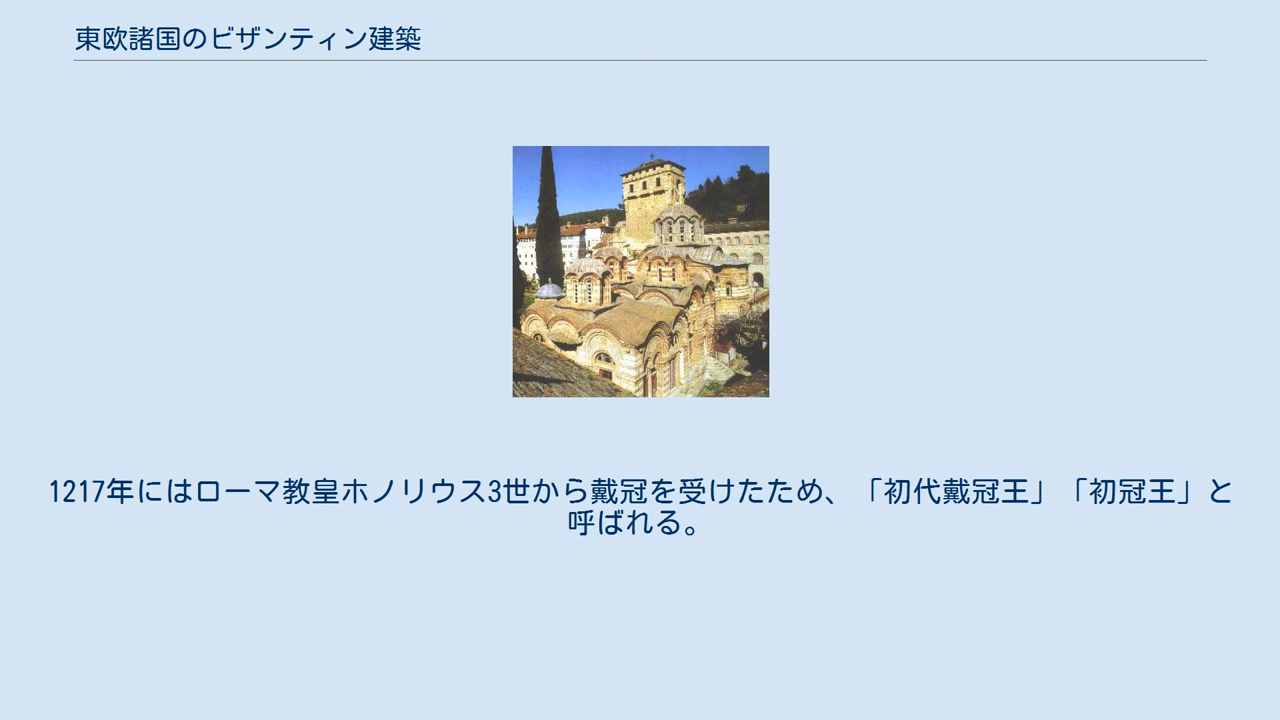 東欧諸国のビザンティン建築
1217年にはローマ教皇ホノリウス3世から戴冠を受けたため、「初代戴冠王」「初冠王」と
呼ばれる。